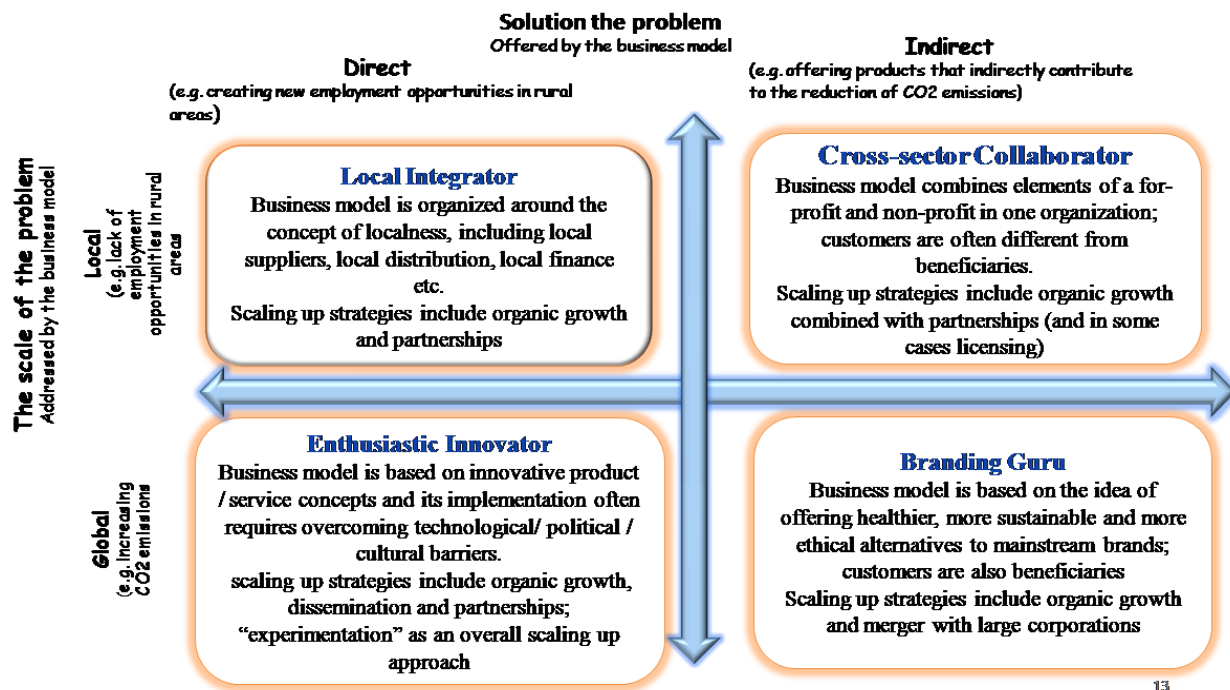 Solution the problem
Offered by the business model
Direct
(e.g. creating new employment opportunities in rural
areas)
Indirect
(e.g. offering products that indirectly contribute
to the reduction of CO2 emissions)
The scale of the problem
Addressed by the business model
Local
(e.g. lack of
employment
opportunities in rural
areas
Local Integrator
Business model is organized around the
concept of localness, including local
suppliers, local distribution, local finance
etc.
Scaling up strategies include organic growth
and partnerships
Cross-sector Collaborator
Business model combines elements of a for-
profit and non-profit in one organization;
customers are often different from
beneficiaries.
Scaling up strategies include organic growth
combined with partnerships (and in some
cases licensing)
Global
(e.g. increasing
CO2 emissions
Enthusiastic Innovator
Business model is based on innovative product
/ service concepts and its implementation often
requires overcoming technological/ political /
cultural barriers.
scaling up strategies include organic growth,
dissemination and partnerships;
“experimentation” as an overall scaling up
approach
Branding Guru
Business model is based on the idea of
offering healthier, more sustainable and more
ethical alternatives to mainstream brands;
customers are also beneficiaries
Scaling up strategies include organic growth
and merger with large corporations
13